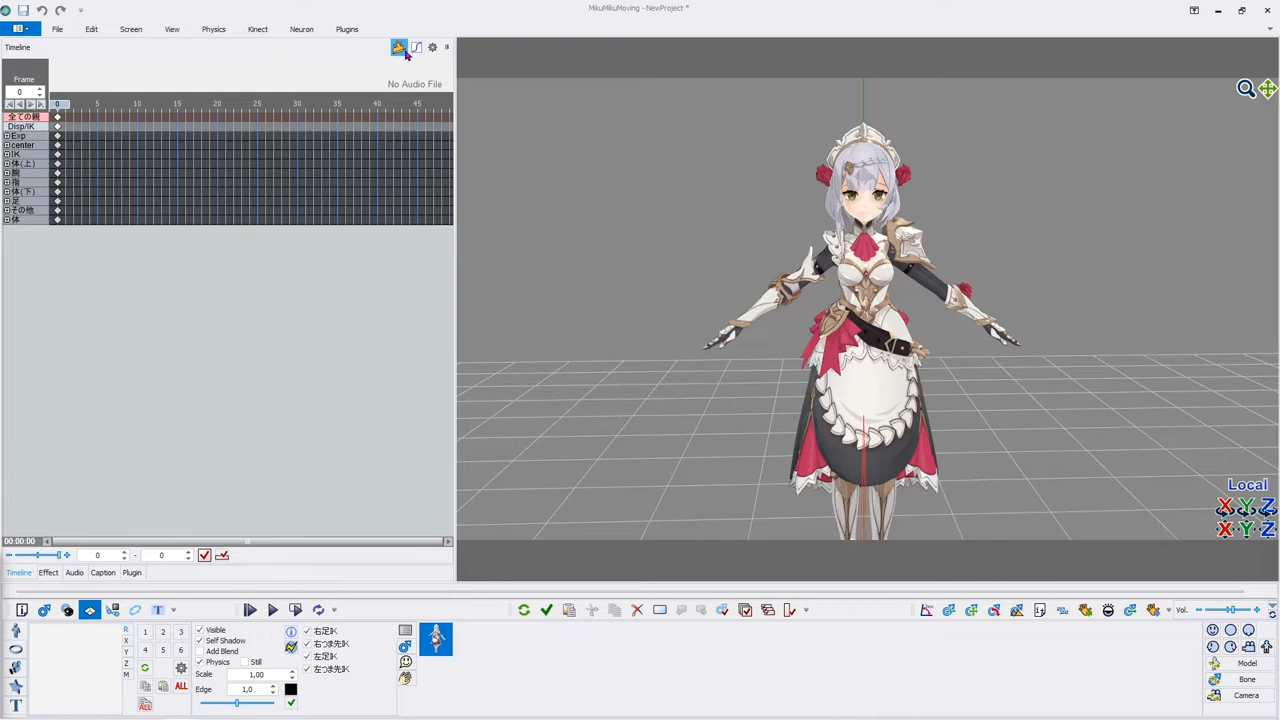 MikuMikuMoving - NewProject *
File Edit Screen View Physics Kinect Neuron Plugins
Timeline
No Audio File
Frame
0
0 5 10 15 20 25 30 35 40 45
全ての親
Disp/IK
Exp
center
IK
体(上)
腕
指
体(下)
足
その他
体
Local
X Y Z
X Y Z
00:00:00
0 - 0
Timeline Effect Audio Caption Plugin
T
Vol.
R
X
Y
Z
M
1 2 3
4 5 6
ALL
ALL
Visible
Self Shadow
Add Blend
Physics Still
Scale 1,00
Edge 1,0
右足IK
右つま先IK
左足IK
左つま先IK
T
Model
Bone
Camera